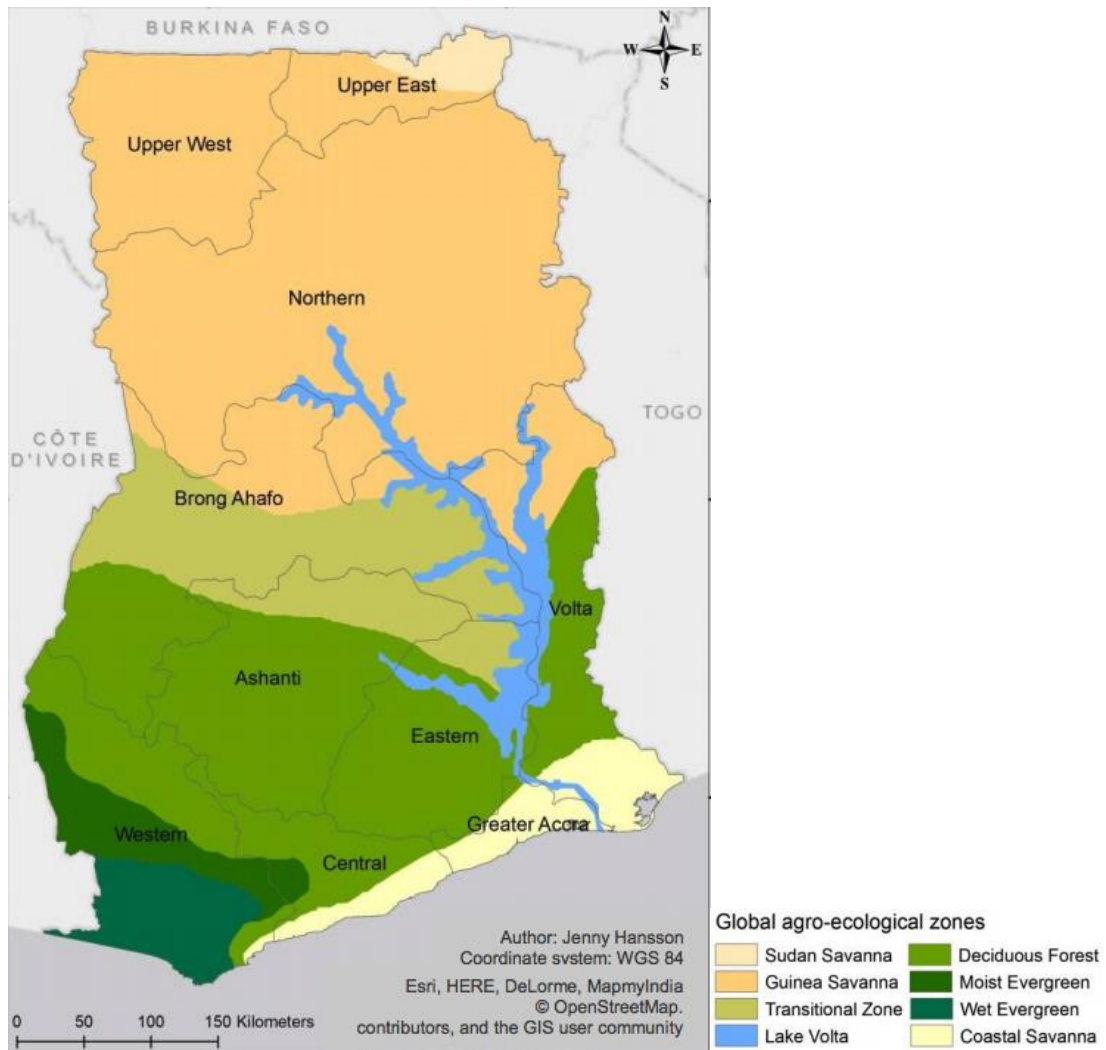 BURKINA FASO
N
W E
S
Upper East
Upper West
Northern
TOGO
CÔTE
D'IVOIRE
Brong Ahafo
Volta
Ashanti
Eastern
Greater Accra
Western
Central
Author: Jenny Hansson
Coordinate system: WGS 84
Esri, HERE, DeLorme, MapmyIndia
© OpenStreetMap.
contributors, and the GIS user community
0 50 100 150 Kilometers
Global agro-ecological zones
Sudan Savanna
Guinea Savanna
Transitional Zone
Lake Volta
Deciduous Forest
Moist Evergreen
Wet Evergreen
Coastal Savanna